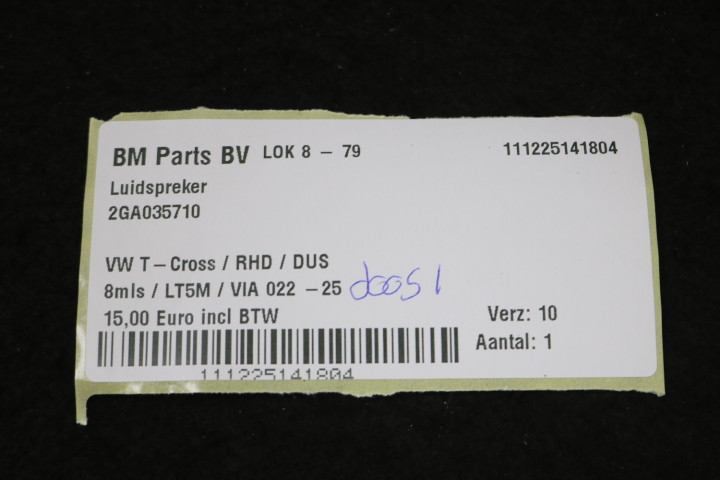 BM Parts BV LOK 8 - 79 111225141804
Luidspreker
2GA035710
VW T-Cross / RHD / DUS
8mls / LT5M / VIA 022 -25 doos 1
15,00 Euro incl BTW Verz: 10
Aantal: 1
111225141804